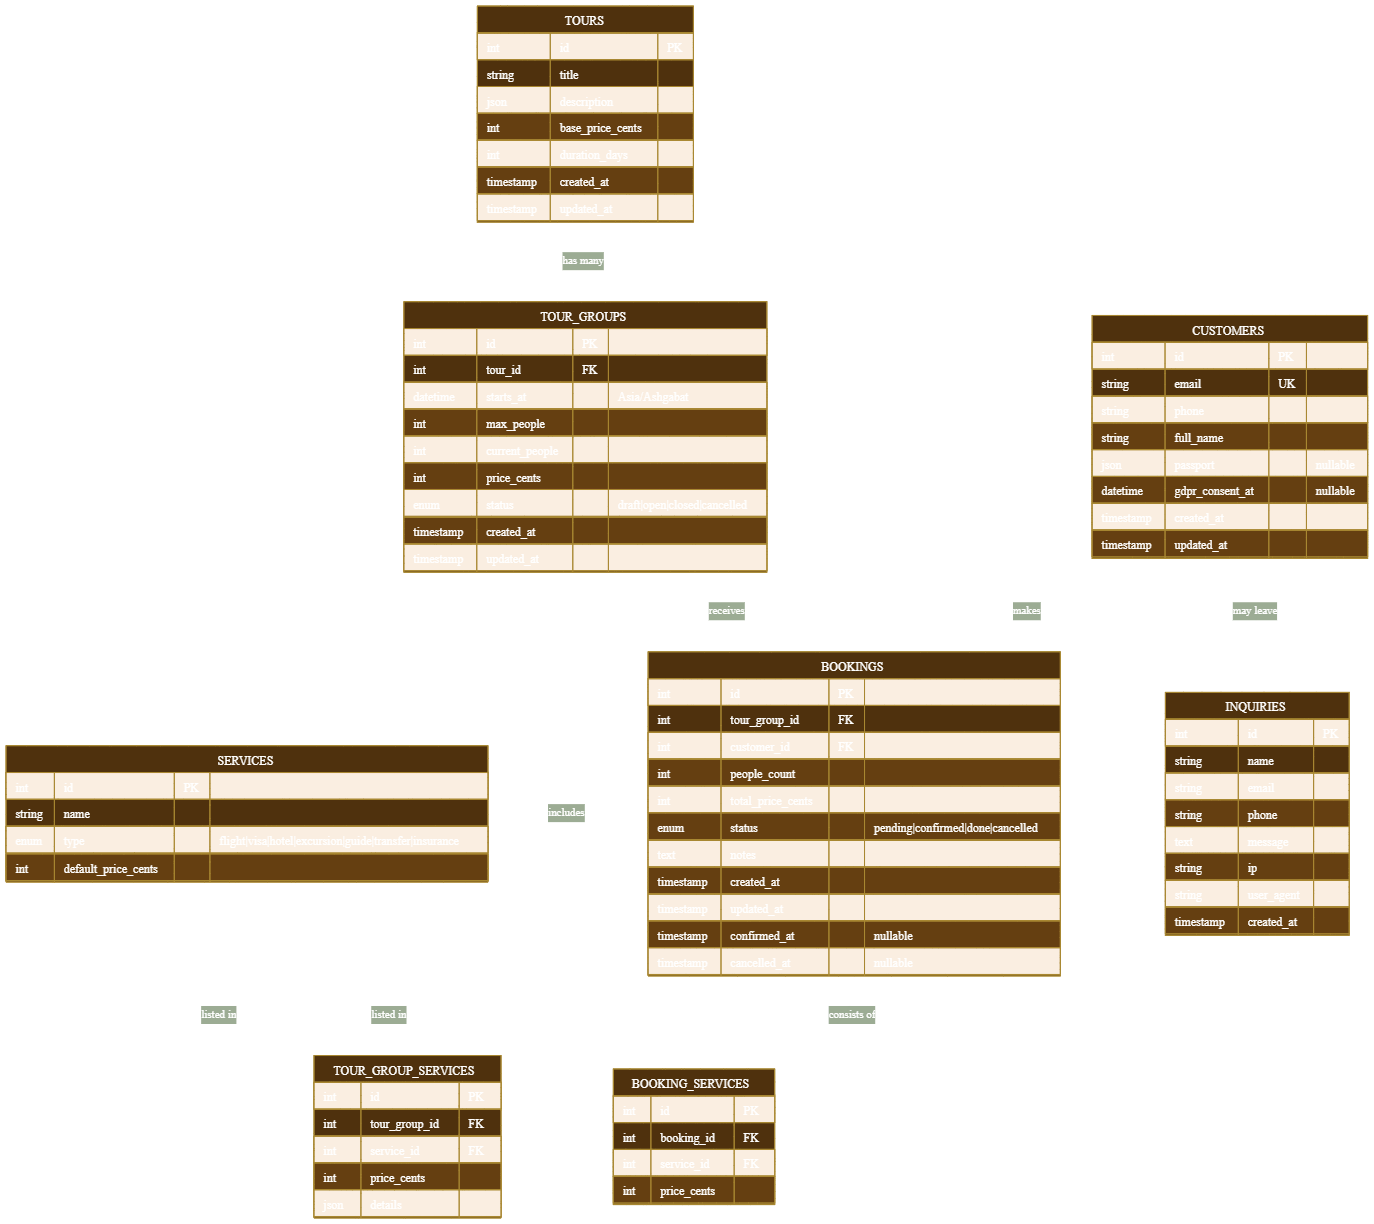 TOURS
int id PK
string title
json description
int base_price_cents
int duration_days
timestamp created_at
timestamp updated_at
has many
TOUR_GROUPS
int id PK
int tour_id FK
datetime starts_at Asia/Ashgabat
int max_people
int current_people
int price_cents
enum status draft|open|closed|cancelled
timestamp created_at
timestamp updated_at
CUSTOMERS
int id PK
string email UK
string phone
string full_name
json passport nullable
datetime gdpr_consent_at nullable
timestamp created_at
timestamp updated_at
receives
makes
may leave
BOOKINGS
int id PK
int tour_group_id FK
int customer_id FK
int people_count
int total_price_cents
enum status pending|confirmed|done|cancelled
text notes
timestamp created_at
timestamp updated_at
timestamp confirmed_at nullable
timestamp cancelled_at nullable
INQUIRIES
int id PK
string name
string email
string phone
text message
string ip
string user_agent
timestamp created_at
SERVICES
int id PK
string name
enum type flight|visa|hotel|excursion|guide|transfer|insurance
int default_price_cents
includes
listed in
listed in
consists of
TOUR_GROUP_SERVICES
int id PK
int tour_group_id FK
int service_id FK
int price_cents
json details
BOOKING_SERVICES
int id PK
int booking_id FK
int service_id FK
int price_cents